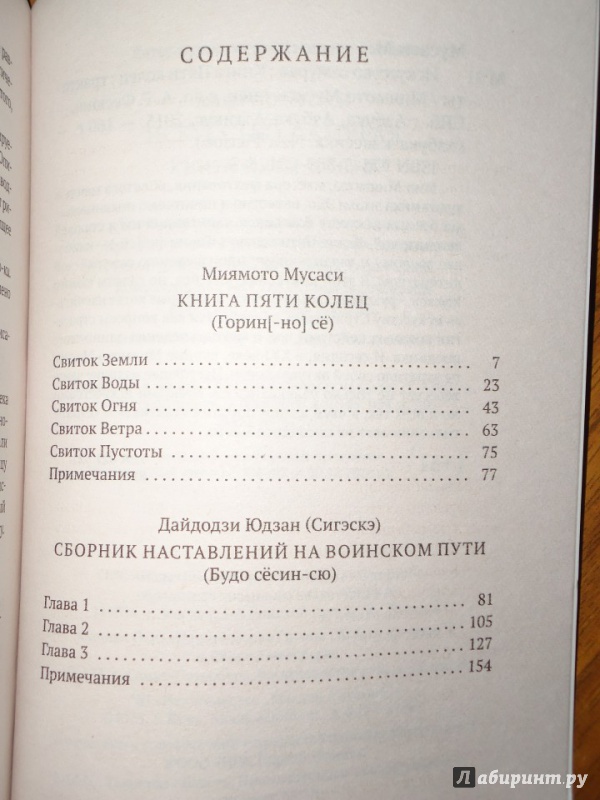 СОДЕРЖАНИЕ
Миямото Мусаси
КНИГА ПЯТИ КОЛЕЦ
(Горин[-но] сё)
Свиток Земли . . . . . . . . . . . . . . . . . . . . 7
Свиток Воды . . . . . . . . . . . . . . . . . . . . 23
Свиток Огня . . . . . . . . . . . . . . . . . . . . 43
Свиток Ветра . . . . . . . . . . . . . . . . . . . . 63
Свиток Пустоты . . . . . . . . . . . . . . . . . . . . 75
Примечания . . . . . . . . . . . . . . . . . . . . 77
Дайдодзи Юдзан (Сигэскэ)
СБОРНИК НАСТАВЛЕНИЙ НА ВОИНСКОМ ПУТИ
(Будо сёсин-сю)
Глава 1 . . . . . . . . . . . . . . . . . . . . 81
Глава 2 . . . . . . . . . . . . . . . . . . . . 105
Глава 3 . . . . . . . . . . . . . . . . . . . . 127
Примечания . . . . . . . . . . . . . . . . . . . . 154
Лабиринт.ру